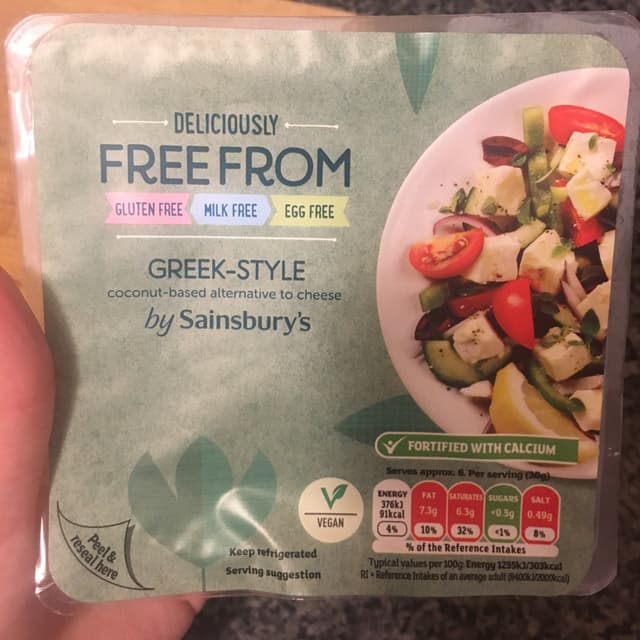 DELICIOUSLY
FREE FROM
GLUTEN FREE MILK FREE EGG FREE
GREEK-STYLE
coconut-based alternative to cheese
by Sainsbury's
FORTIFIED WITH CALCIUM
Serves approx. 6. Per serving (30g)
ENERGY FAT SATURATES SUGARS SALT
376kJ
91kcal 7.3g 6.3g <0.5g 0.49g
4% 10% 32% <1% 8%
% of the Reference Intakes
Typical values per 100g: Energy 1255kJ/303kcal
RI = Reference Intakes of an average adult (8400kJ/2000kcal)
VEGAN
Keep refrigerated
Serving suggestion
Peel &
reseal here